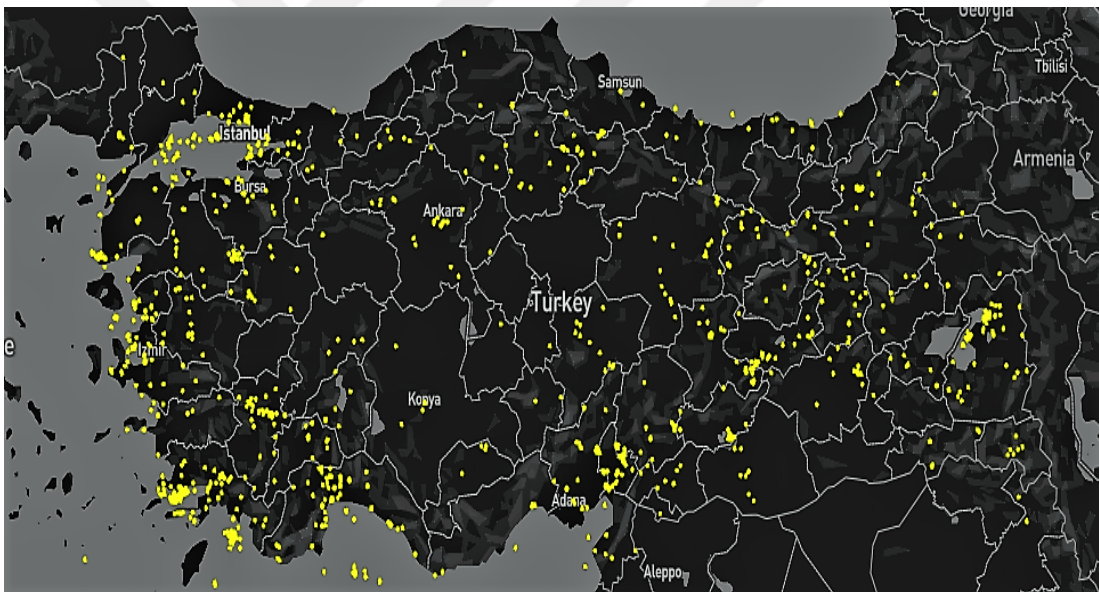 Georgia
Tbilisi
Samsun
Istanbul
Armenia
Bursa
Ankara
Turkey
e
Izmir
Konya
Adana
Aleppo